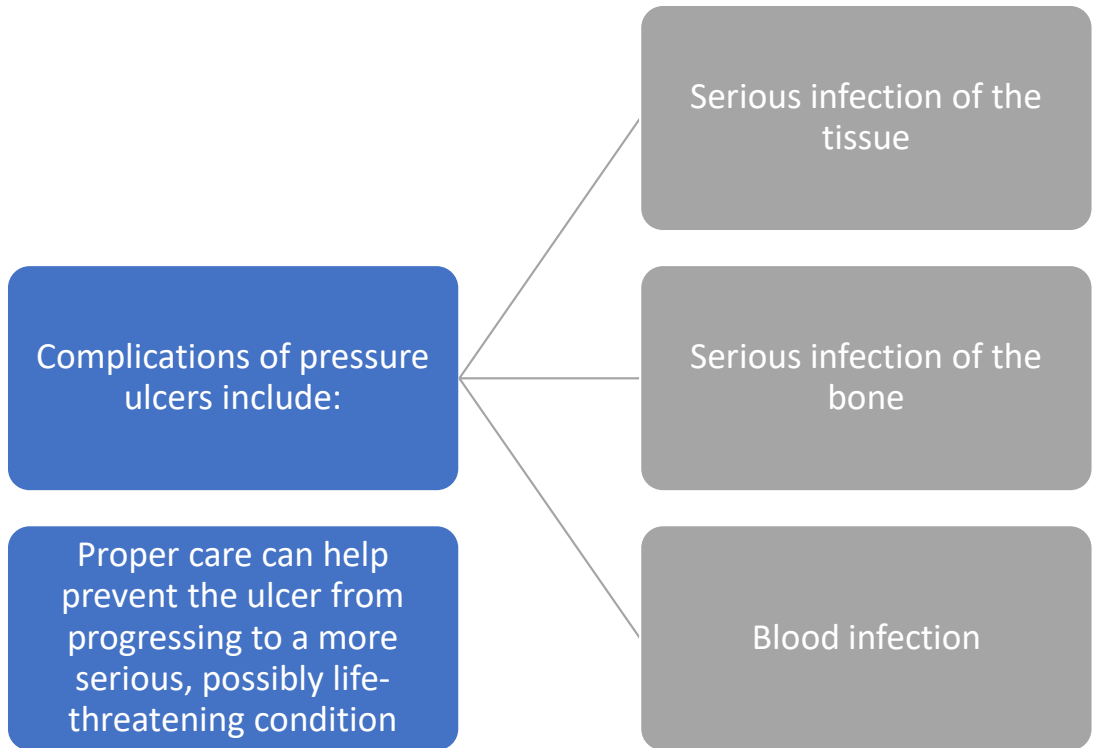 Complications of pressure
ulcers include:
Serious infection of the
tissue
Serious infection of the
bone
Blood infection
Proper care can help
prevent the ulcer from
progressing to a more
serious, possibly life-
threatening condition